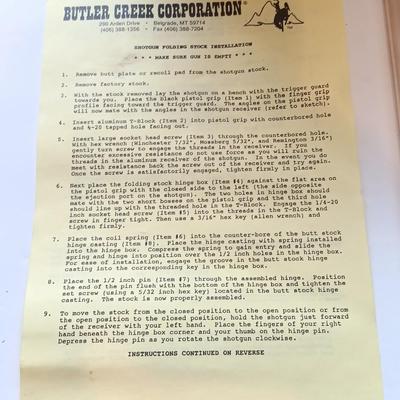 BUTLER CREEK CORPORATION®
290 Arden Drive • Belgrade, MT 59714
(406) 388-1356 • Fax (406) 388-7204
SHOTGUN FOLDING STOCK INSTALLATION
* * * MAKE SURE GUN IS EMPTY * * *
1. Remove butt plate or recoil pad from the shotgun stock.
2. Remove factory stock.
3. With the stock removed lay the shotgun on a bench with the trigger guard
towards you. Place the black pistol grip (Item 1) with the finger grip
profile facing toward the trigger guard. The angles on the pistol grip
will now mate with the angles in the shotgun receiver (refer to sketch).
4. Insert aluminum T-Block (Item 2) into pistol grip with counterbored hole
and ¼-20 tapped hole facing out.
5. Insert large socket head screw (Item 3) through the counterbored hole.
With hex wrench (Winchester 7/32", Mossberg 5/32", and Remington 3/16")
gently turn screw to engage the threads in the receiver. If you
encounter excessive resistance do not use force as you will ruin the
threads in the aluminum receiver of the shotgun. In the event you do
meet with resistance back the screw out of the receiver and try again.
Once the screw is satisfactorily engaged, tighten firmly in place.
6. Next place the folding stock hinge box (Item #4) against the flat area on
the pistol grip with the closed side to the left (the side opposite
the ejection port on the shotgun). The two holes in hinge box should
mate with the two short bosses on the pistol grip and the third hole
should line up with the threaded hole in the T-Block. Engage the 1/4-20
inch socket head screw (Item #5) into the threads in the T-Block and
screw in finger tight. Then use a 3/16" hex key (allen wrench) and
tighten firmly.
7. Place the coil spring (Item #6) into the counter-bore of the butt stock
hinge casting (Item #8). Place the hinge casting with spring installed
into the hinge box. Compress the spring to gain entry and slide the
spring and hinge into position over the 1/2 inch holes in the hinge box.
For ease of installation, engage the groove in the butt stock hinge
casting into the corresponding key in the hinge box.
8. Place the 1/2 inch pin (Item #7) through the assembled hinge. Position
the end of the pin flush with the bottom of the hinge box and tighten the
set screw (using a 5/32 inch hex key) located in the butt stock hinge
casting. The stock is now properly assembled.
9. To move the stock from the closed position to the open position or from
the open position to the closed position, hold the shotgun just forward
of the receiver with your left hand. Place the fingers of your right
hand beneath the hinge box corner and your thumb on the hinge pin.
Depress the hinge pin as you rotate the shotgun clockwise.
INSTRUCTIONS CONTINUED ON REVERSE